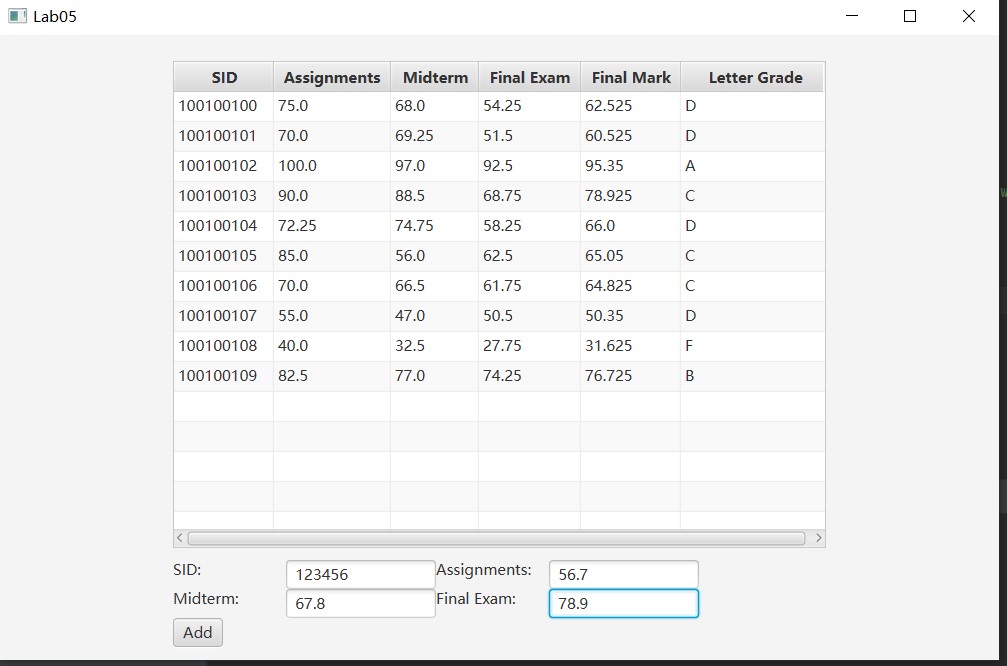 Lab05
SID Assignments Midterm Final Exam Final Mark Letter Grade
100100100 75.0 68.0 54.25 62.525 D
100100101 70.0 69.25 51.5 60.525 D
100100102 100.0 97.0 92.5 95.35 A
100100103 90.0 88.5 68.75 78.925 C
100100104 72.25 74.75 58.25 66.0 D
100100105 85.0 56.0 62.5 65.05 C
100100106 70.0 66.5 61.75 64.825 C
100100107 55.0 47.0 50.5 50.35 D
100100108 40.0 32.5 27.75 31.625 F
100100109 82.5 77.0 74.25 76.725 B
SID: 123456 Assignments: 56.7
Midterm: 67.8 Final Exam: 78.9
Add